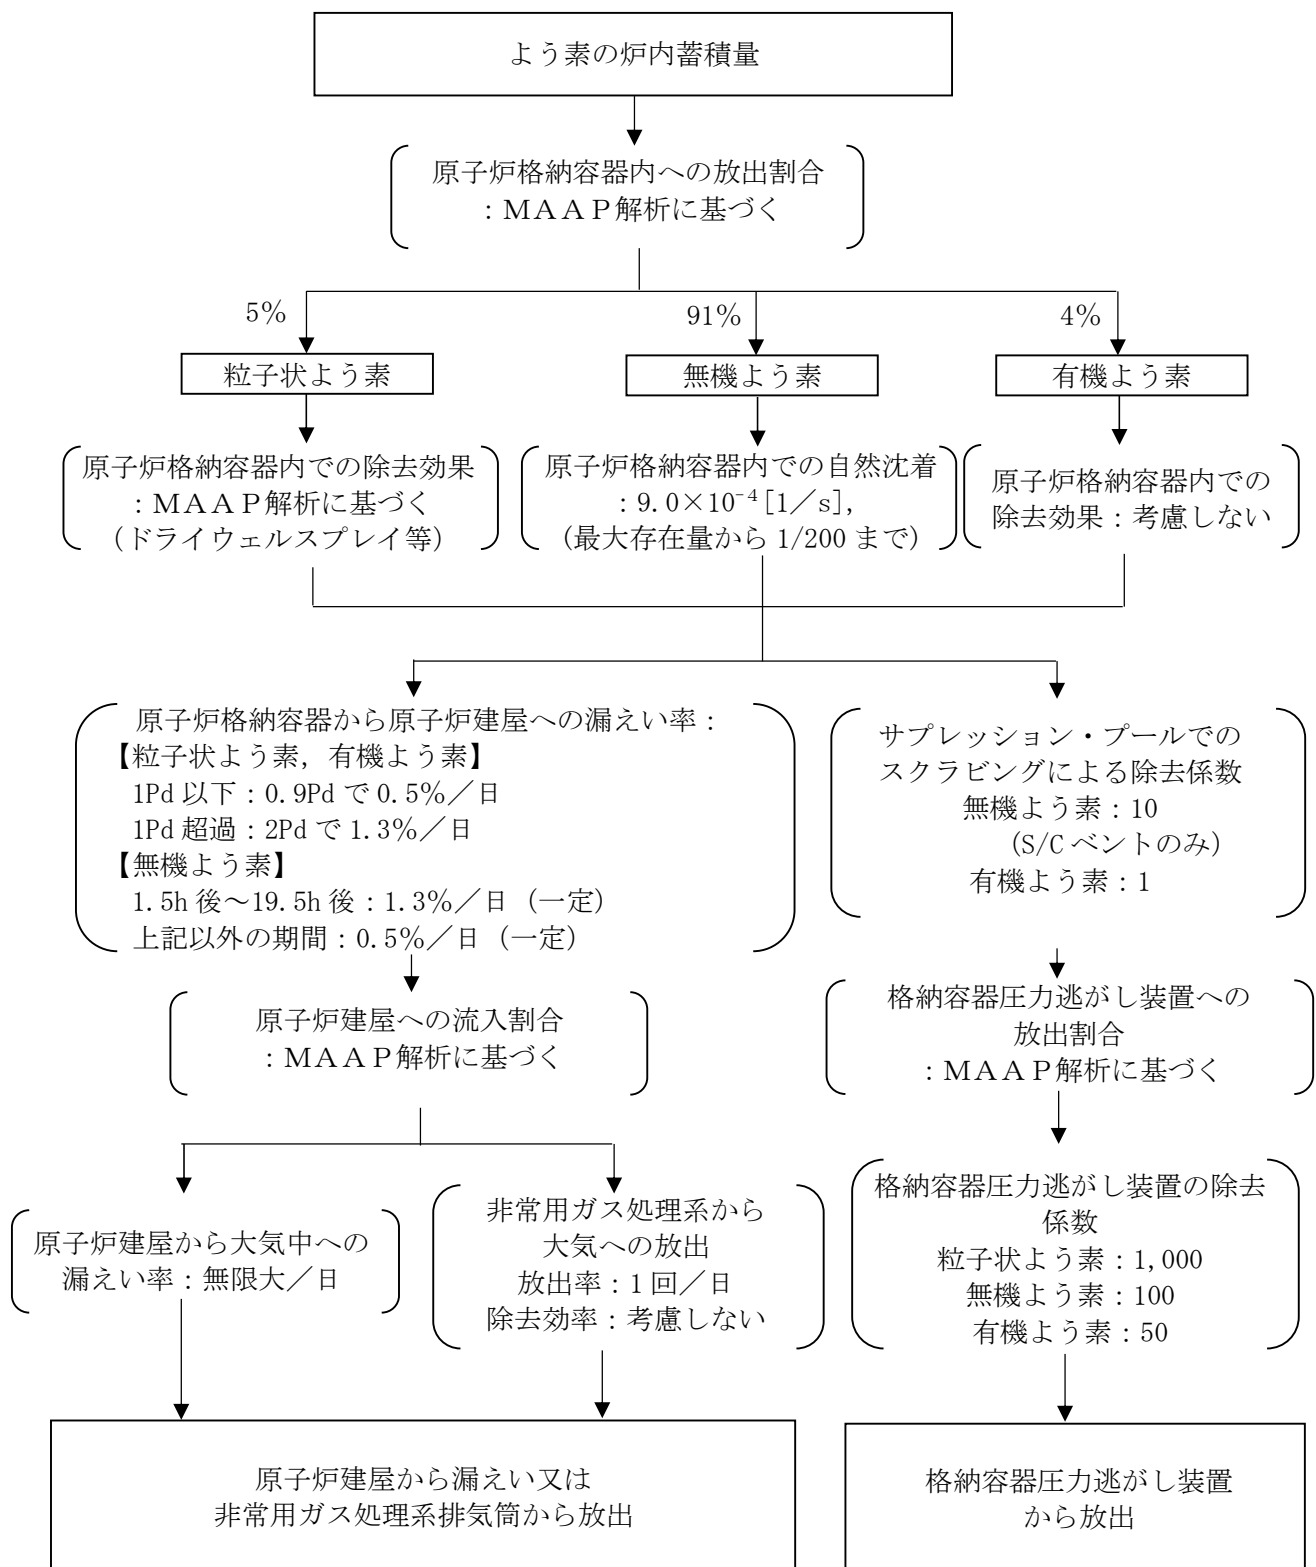 よう素の炉内蓄積量
原子炉格納容器内への放出割合
:MAAP解析に基づく
5%
91%
4%
粒子状よう素
無機よう素
有機よう素
原子炉格納容器内での除去効果
:MAAP解析に基づく
(ドライウェルスプレイ等)
原子炉格納容器内での自然沈着
:9.0×10⁻⁴[1/s],
(最大存在量から 1/200 まで)
原子炉格納容器内での
除去効果:考慮しない
原子炉格納容器から原子炉建屋への漏えい率:
【粒子状よう素, 有機よう素】
1Pd 以下:0.9Pd で 0.5%/日
1Pd 超過:2Pd で 1.3%/日
【無機よう素】
1.5h 後~19.5h 後:1.3%/日(一定)
上記以外の期間:0.5%/日(一定)
サプレッション・プールでの
スクラビングによる除去係数
無機よう素:10
(S/C ベントのみ)
有機よう素:1
原子炉建屋への流入割合
:MAAP解析に基づく
格納容器圧力逃がし装置への
放出割合
:MAAP解析に基づく
原子炉建屋から大気中への
漏えい率:無限大/日
非常用ガス処理系から
大気への放出
放出率:1 回/日
除去効率:考慮しない
格納容器圧力逃がし装置の除去
係数
粒子状よう素:1,000
無機よう素:100
有機よう素:50
原子炉建屋から漏えい又は
非常用ガス処理系排気筒から放出
格納容器圧力逃がし装置
から放出